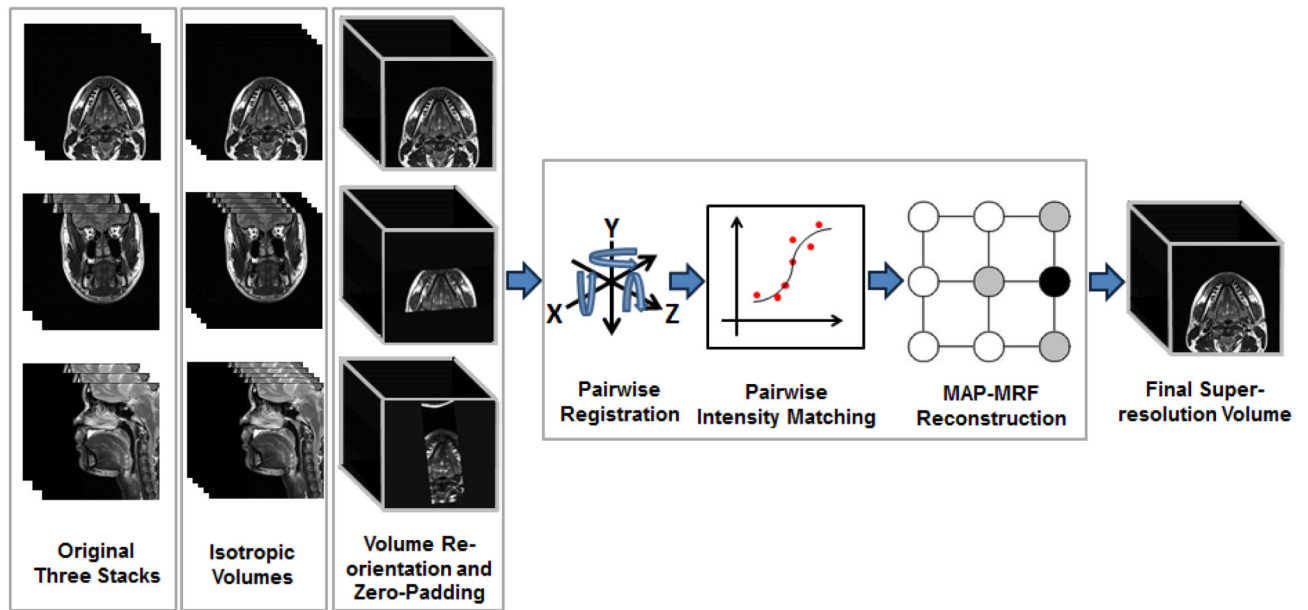 Original
Three Stacks
Isotropic
Volumes
Volume Re-
orientation and
Zero-Padding
Y
X
Z
Pairwise
Registration
Pairwise
Intensity Matching
MAP-MRF
Reconstruction
Final Super-
resolution Volume